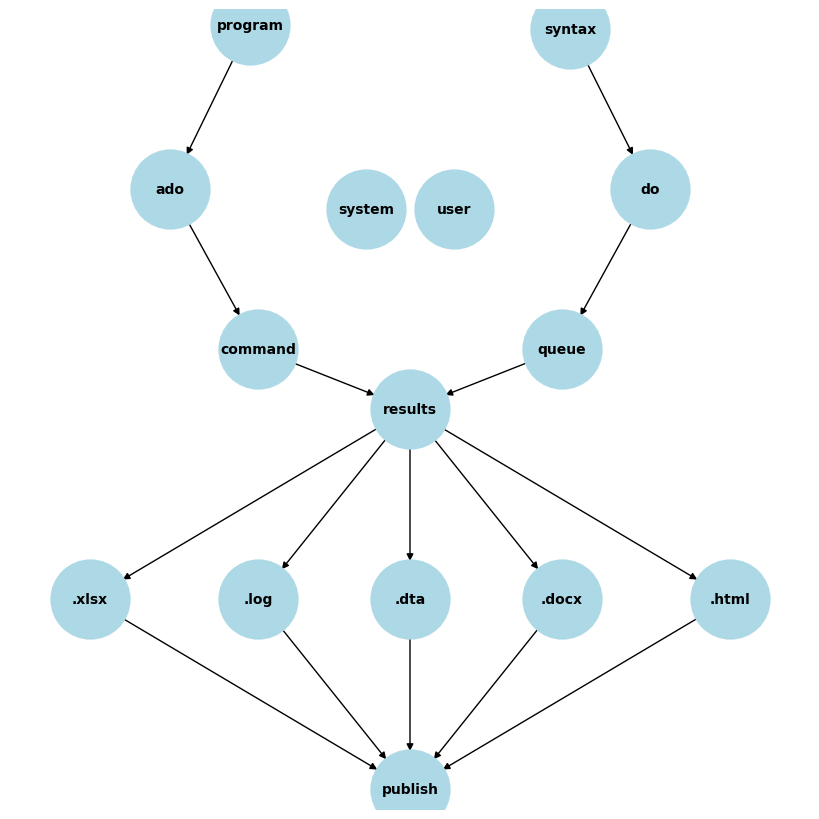 program
syntax
ado
do
system
user
command
queue
results
.xlsx
.log
.dta
.docx
.html
publish